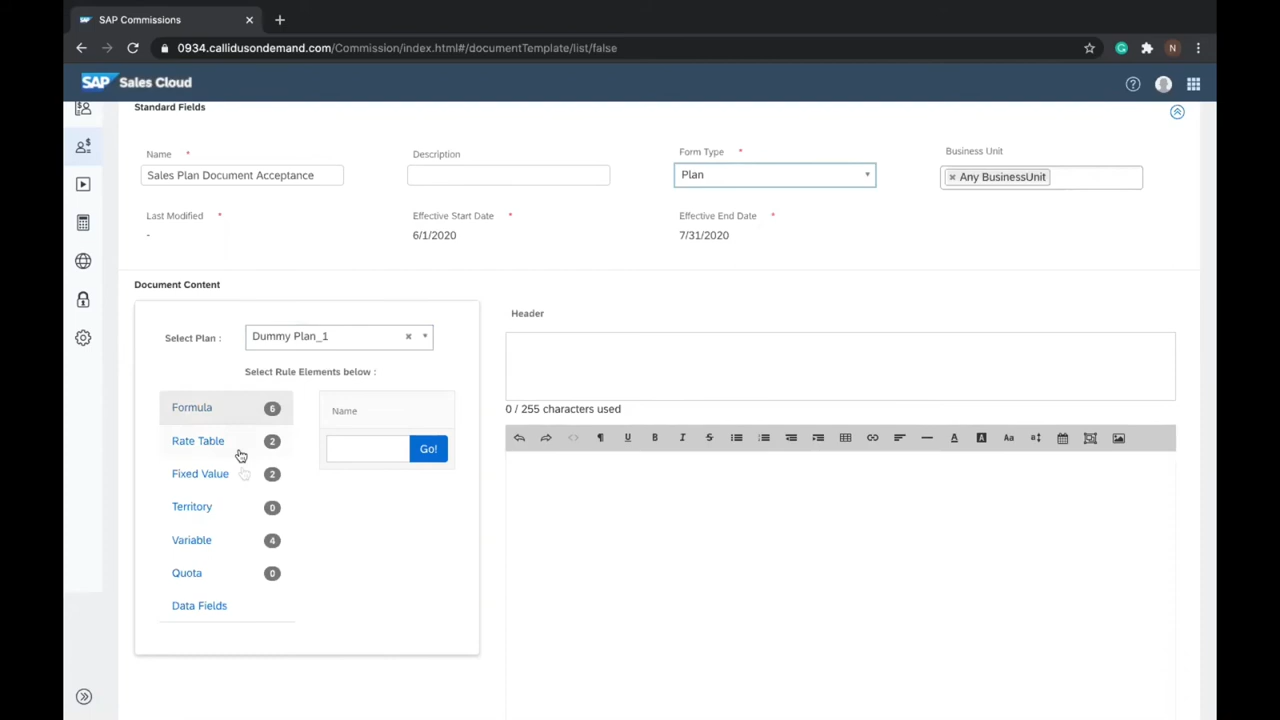 SAP Commissions
0934.callidusondemand.com/Commission/index.html#/documentTemplate/list/false
N
SAP Sales Cloud
Standard Fields
Name *
Description
Form Type *
Business Unit
Sales Plan Document Acceptance
Plan
× Any BusinessUnit
Last Modified *
Effective Start Date *
Effective End Date *
-
6/1/2020
7/31/2020
Document Content
Header
Select Plan :
Dummy Plan_1
Select Rule Elements below :
Formula 6
Name
0 / 255 characters used
Rate Table 2
Go!
Fixed Value 2
Territory 0
Variable 4
Quota 0
Data Fields